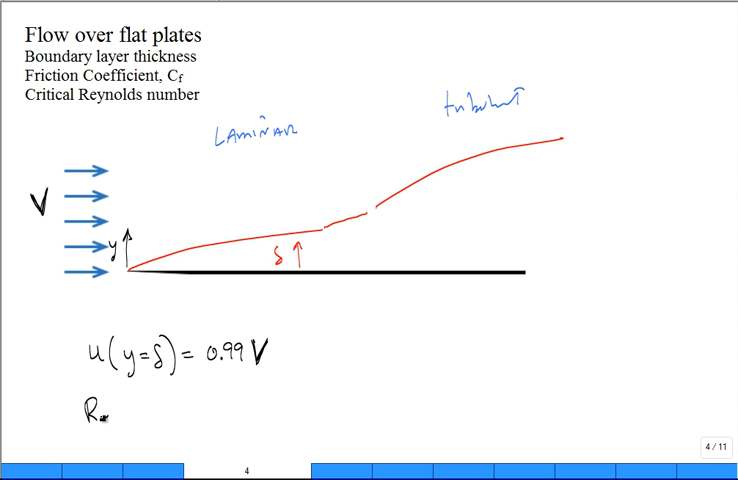 Flow over flat plates
Boundary layer thickness
Friction Coefficient, Cf
Critical Reynolds number
LAMINAR
turbulent
V
y
δ
u(y=δ) = 0.99 V
R
4 / 11
4